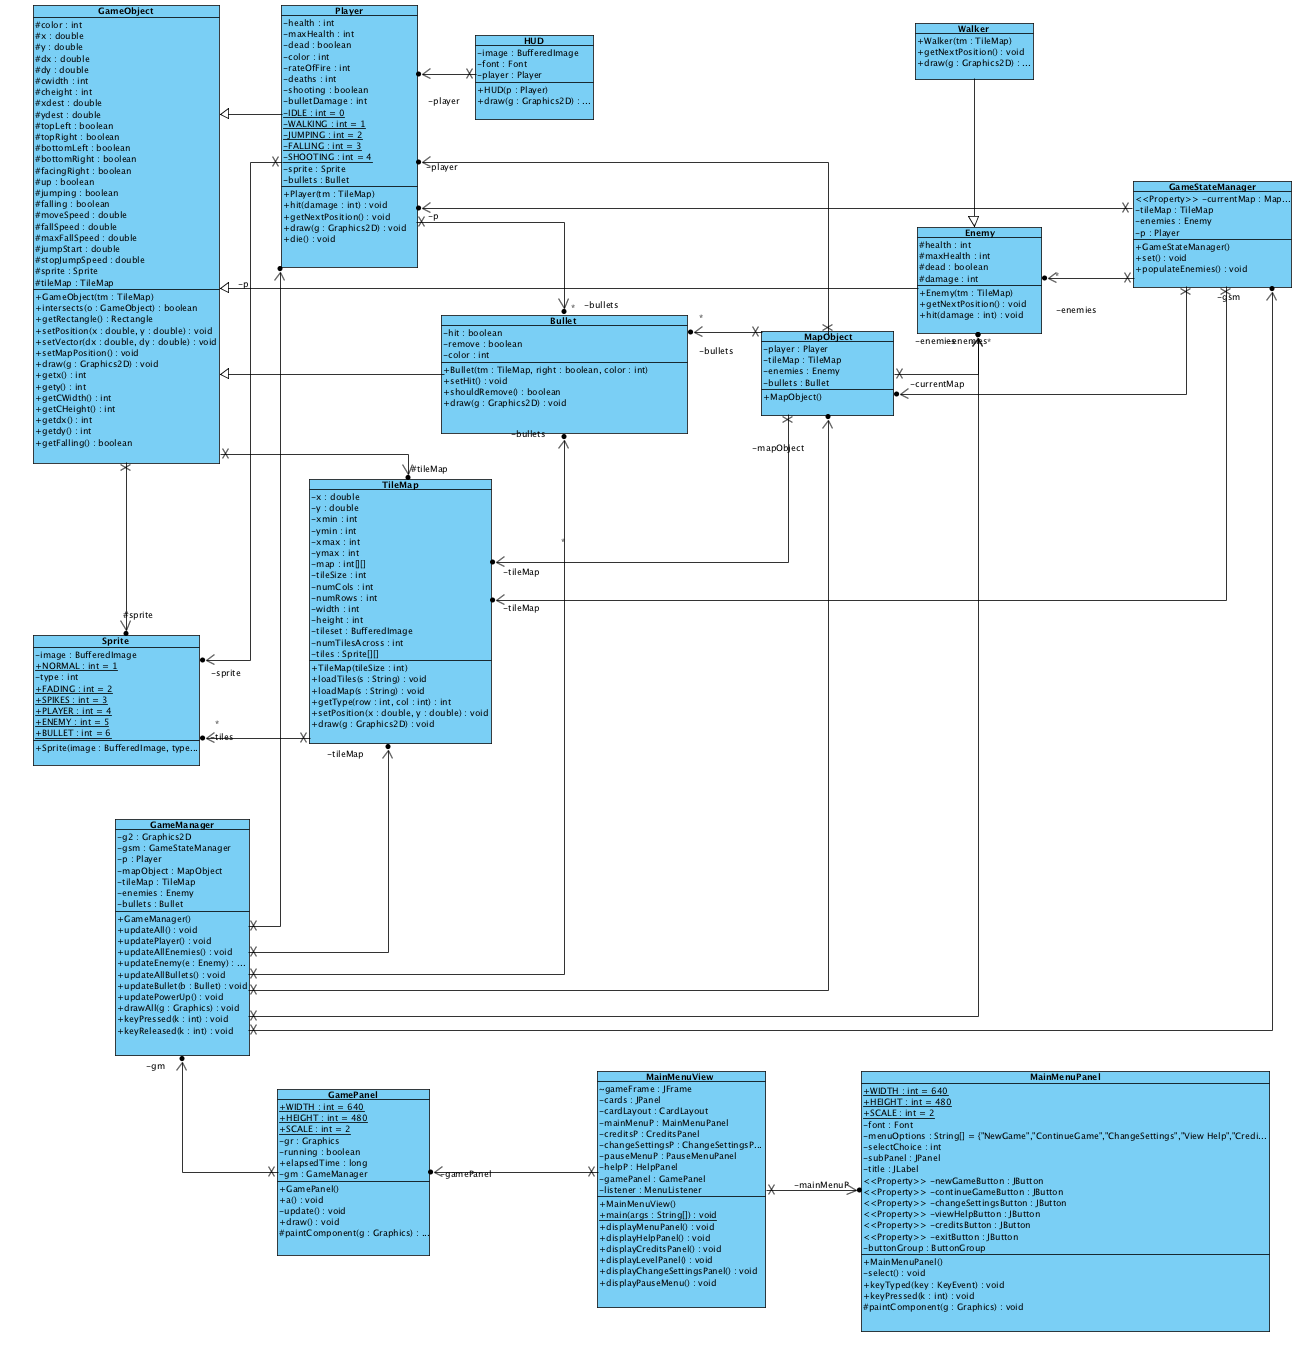 GameObject
#color : int
#x : double
#y : double
#dx : double
#dy : double
#cwidth : int
#cheight : int
#xdest : double
#ydest : double
#topLeft : boolean
#topRight : boolean
#bottomLeft : boolean
#bottomRight : boolean
#facingRight : boolean
#up : boolean
#jumping : boolean
#falling : boolean
#moveSpeed : double
#fallSpeed : double
#maxFallSpeed : double
#jumpStart : double
#stopJumpSpeed : double
#sprite : Sprite
#tileMap : TileMap
+GameObject(tm : TileMap)
+intersects(o : GameObject) : boolean
+getRectangle() : Rectangle
+setPosition(x : double, y : double) : void
+setVector(dx : double, dy : double) : void
+setMapPosition() : void
+draw(g : Graphics2D) : void
+getx() : int
+gety() : int
+getCWidth() : int
+getCHeight() : int
+getdx() : int
+getdy() : int
+getFalling() : boolean
Player
-health : int
-maxHealth : int
-dead : boolean
-color : int
-rateOfFire : int
-deaths : int
-shooting : boolean
-bulletDamage : int
-IDLE : int = 0
-WALKING : int = 1
-JUMPING : int = 2
-FALLING : int = 3
-SHOOTING : int = 4
-sprite : Sprite
-bullets : Bullet
+Player(tm : TileMap)
+hit(damage : int) : void
+getNextPosition() : void
+draw(g : Graphics2D) : void
+die() : void
HUD
-image : BufferedImage
-font : Font
-player : Player
+HUD(p : Player)
+draw(g : Graphics2D) : ...
Walker
+Walker(tm : TileMap)
+getNextPosition() : void
+draw(g : Graphics2D) : ...
GameStateManager
<<Property>> -currentMap : Map...
-tileMap : TileMap
-enemies : Enemy
-p : Player
+GameStateManager()
+set() : void
+populateEnemies() : void
Enemy
#health : int
#maxHealth : int
#dead : boolean
#damage : int
+Enemy(tm : TileMap)
+getNextPosition() : void
+hit(damage : int) : void
-player
-player
-p
-p
*
-bullets
*
-bullets
*
-enemies
-gsm
-enemies
-enemies*
-currentMap
Bullet
-hit : boolean
-remove : boolean
-color : int
+Bullet(tm : TileMap, right : boolean, color : int)
+setHit() : void
+shouldRemove() : boolean
+draw(g : Graphics2D) : void
-bullets
*
MapObject
-player : Player
-tileMap : TileMap
-enemies : Enemy
-bullets : Bullet
+MapObject()
-mapObject
#tileMap
TileMap
-x : double
-y : double
-xmin : int
-ymin : int
-xmax : int
-ymax : int
-map : int[][]
-tileSize : int
-numCols : int
-numRows : int
-width : int
-height : int
-tileset : BufferedImage
-numTilesAcross : int
-tiles : Sprite[][]
+TileMap(tileSize : int)
+loadTiles(s : String) : void
+loadMap(s : String) : void
+getType(row : int, col : int) : int
+setPosition(x : double, y : double) : void
+draw(g : Graphics2D) : void
-tileMap
-tileMap
-tileMap
#sprite
Sprite
-image : BufferedImage
+NORMAL : int = 1
-type : int
+FADING : int = 2
+SPIKES : int = 3
+PLAYER : int = 4
+ENEMY : int = 5
+BULLET : int = 6
+Sprite(image : BufferedImage, type...
-sprite
*
-tiles
GameManager
-g2 : Graphics2D
-gsm : GameStateManager
-p : Player
-mapObject : MapObject
-tileMap : TileMap
-enemies : Enemy
-bullets : Bullet
+GameManager()
+updateAll() : void
+updatePlayer() : void
+updateAllEnemies() : void
+updateEnemy(e : Enemy) : ...
+updateAllBullets() : void
+updateBullet(b : Bullet) : void
+updatePowerUp() : void
+drawAll(g : Graphics) : void
+keyPressed(k : int) : void
+keyReleased(k : int) : void
-gm
GamePanel
+WIDTH : int = 640
+HEIGHT : int = 480
+SCALE : int = 2
-gr : Graphics
-running : boolean
+elapsedTime : long
-gm : GameManager
+GamePanel()
+a() : void
-update() : void
+draw() : void
#paintComponent(g : Graphics) : ...
-gamePanel
MainMenuView
-gameFrame : JFrame
-cards : JPanel
-cardLayout : CardLayout
-mainMenuP : MainMenuPanel
-creditsP : CreditsPanel
-changeSettingsP : ChangeSettingsP...
-pauseMenuP : PauseMenuPanel
-helpP : HelpPanel
-gamePanel : GamePanel
-listener : MenuListener
+MainMenuView()
+main(args : String[]) : void
+displayMenuPanel() : void
+displayHelpPanel() : void
+displayCreditsPanel() : void
+displayLevelPanel() : void
+displayChangeSettingsPanel() : void
+displayPauseMenu() : void
-mainMenuP
MainMenuPanel
+WIDTH : int = 640
+HEIGHT : int = 480
+SCALE : int = 2
-font : Font
-menuOptions : String[] = {"NewGame","ContinueGame","ChangeSettings","View Help","Credi...
-selectChoice : int
-subPanel : JPanel
-title : JLabel
<<Property>> -newGameButton : JButton
<<Property>> -continueGameButton : JButton
<<Property>> -changeSettingsButton : JButton
<<Property>> -viewHelpButton : JButton
<<Property>> -creditsButton : JButton
<<Property>> -exitButton : JButton
-buttonGroup : ButtonGroup
+MainMenuPanel()
-select() : void
+keyTyped(key : KeyEvent) : void
+keyPressed(k : int) : void
#paintComponent(g : Graphics) : void